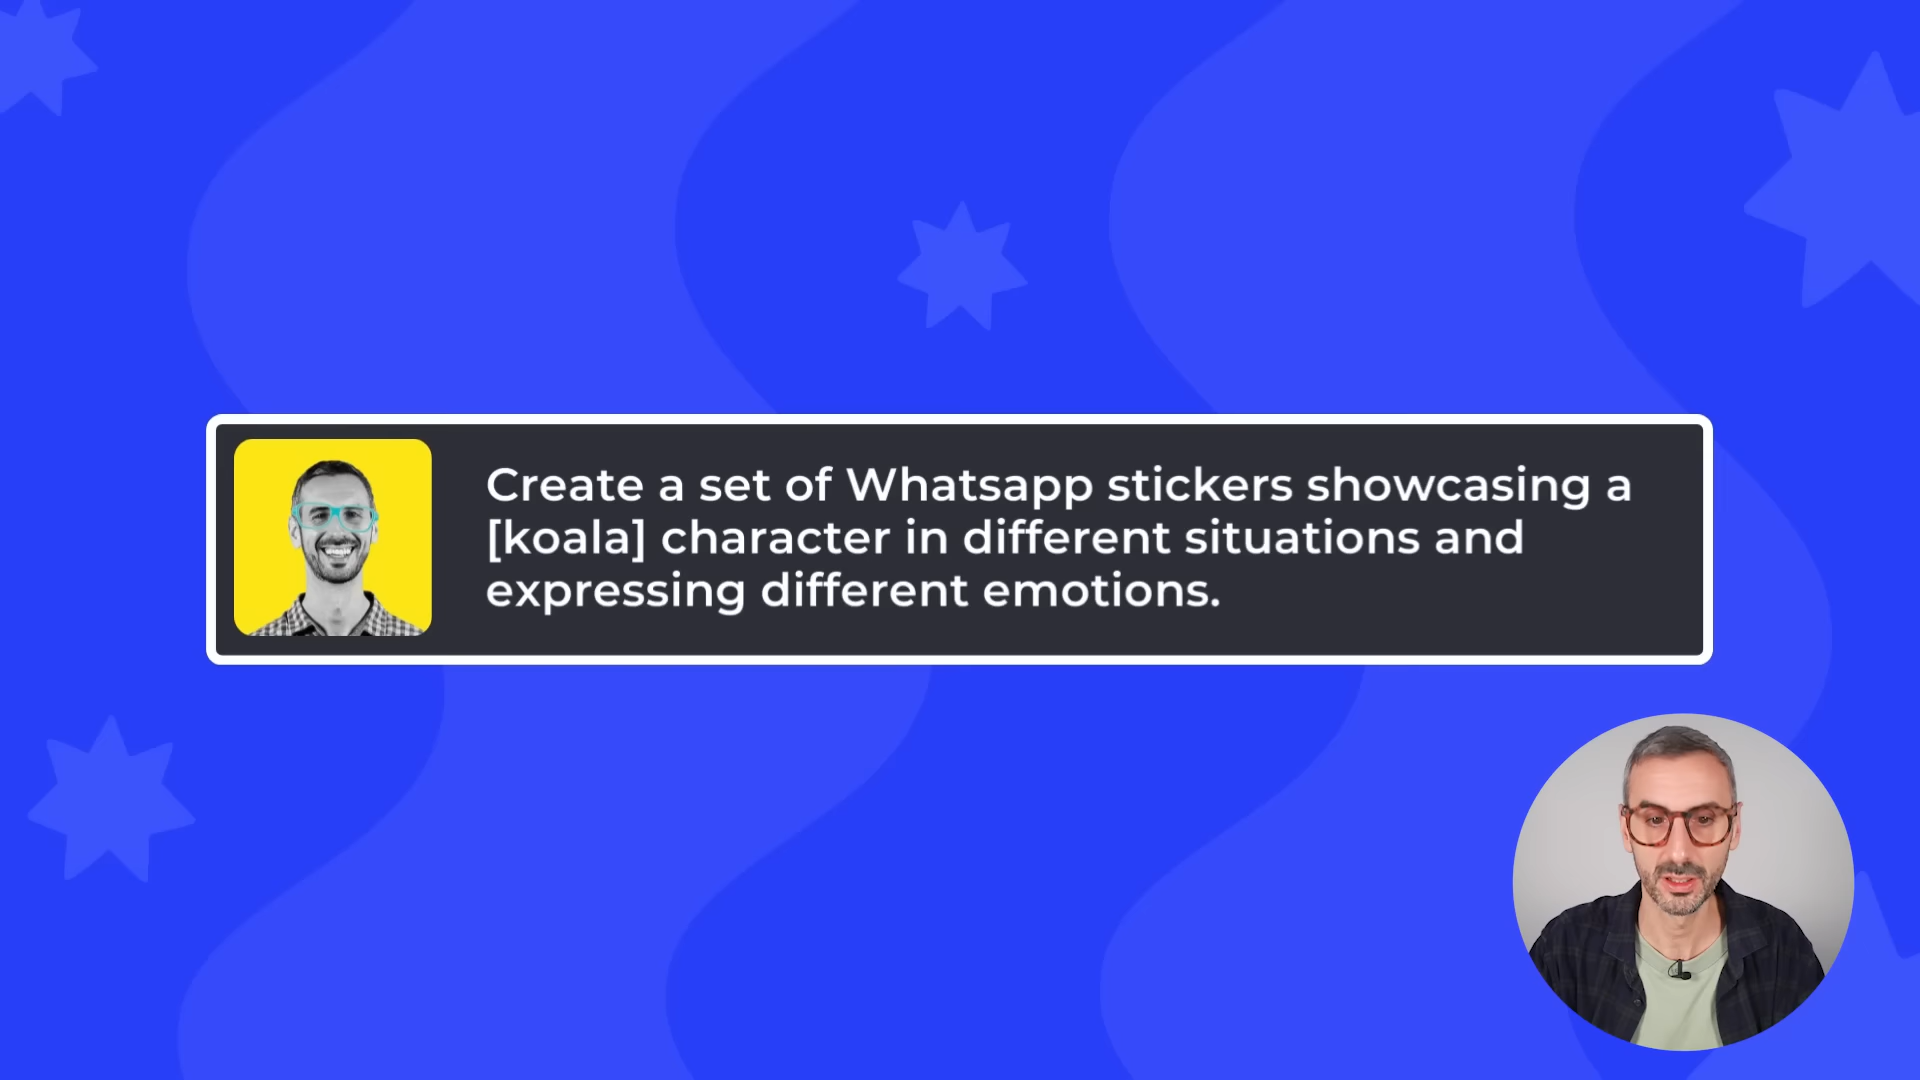 Create a set of Whatsapp stickers showcasing a
[koala] character in different situations and
expressing different emotions.